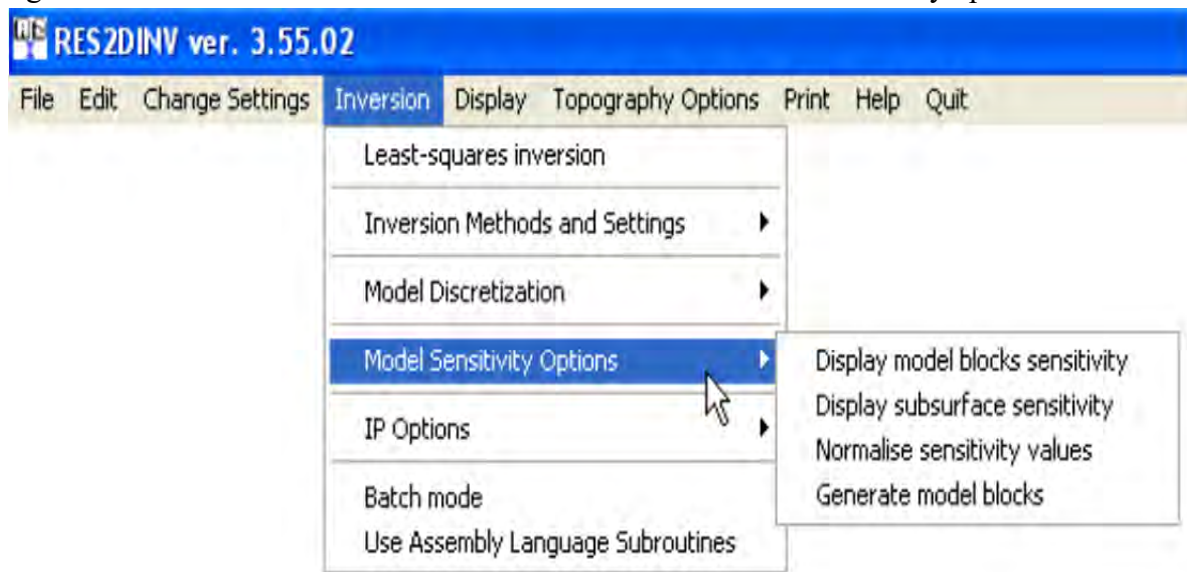 RES2DINV ver. 3.55.02
File Edit Change Settings Inversion Display Topography Options Print Help Quit
Least-squares inversion
Inversion Methods and Settings
Model Discretization
Model Sensitivity Options
Display model blocks sensitivity
Display subsurface sensitivity
Normalise sensitivity values
Generate model blocks
IP Options
Batch mode
Use Assembly Language Subroutines